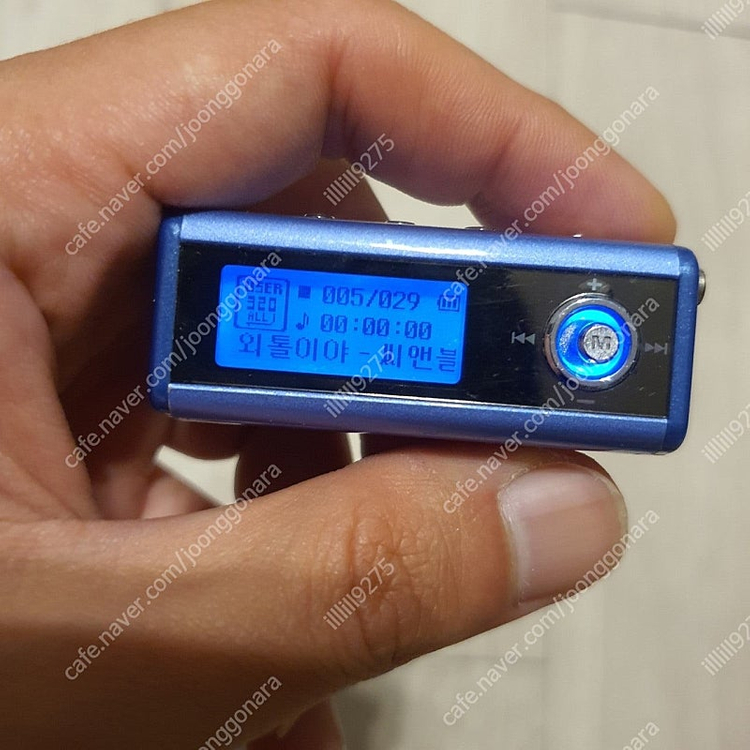 USER 005/029
320 00:00:00
ALL
외톨이야 - 씨앤블
M
cafe.naver.com/joonggonara
illlill9275